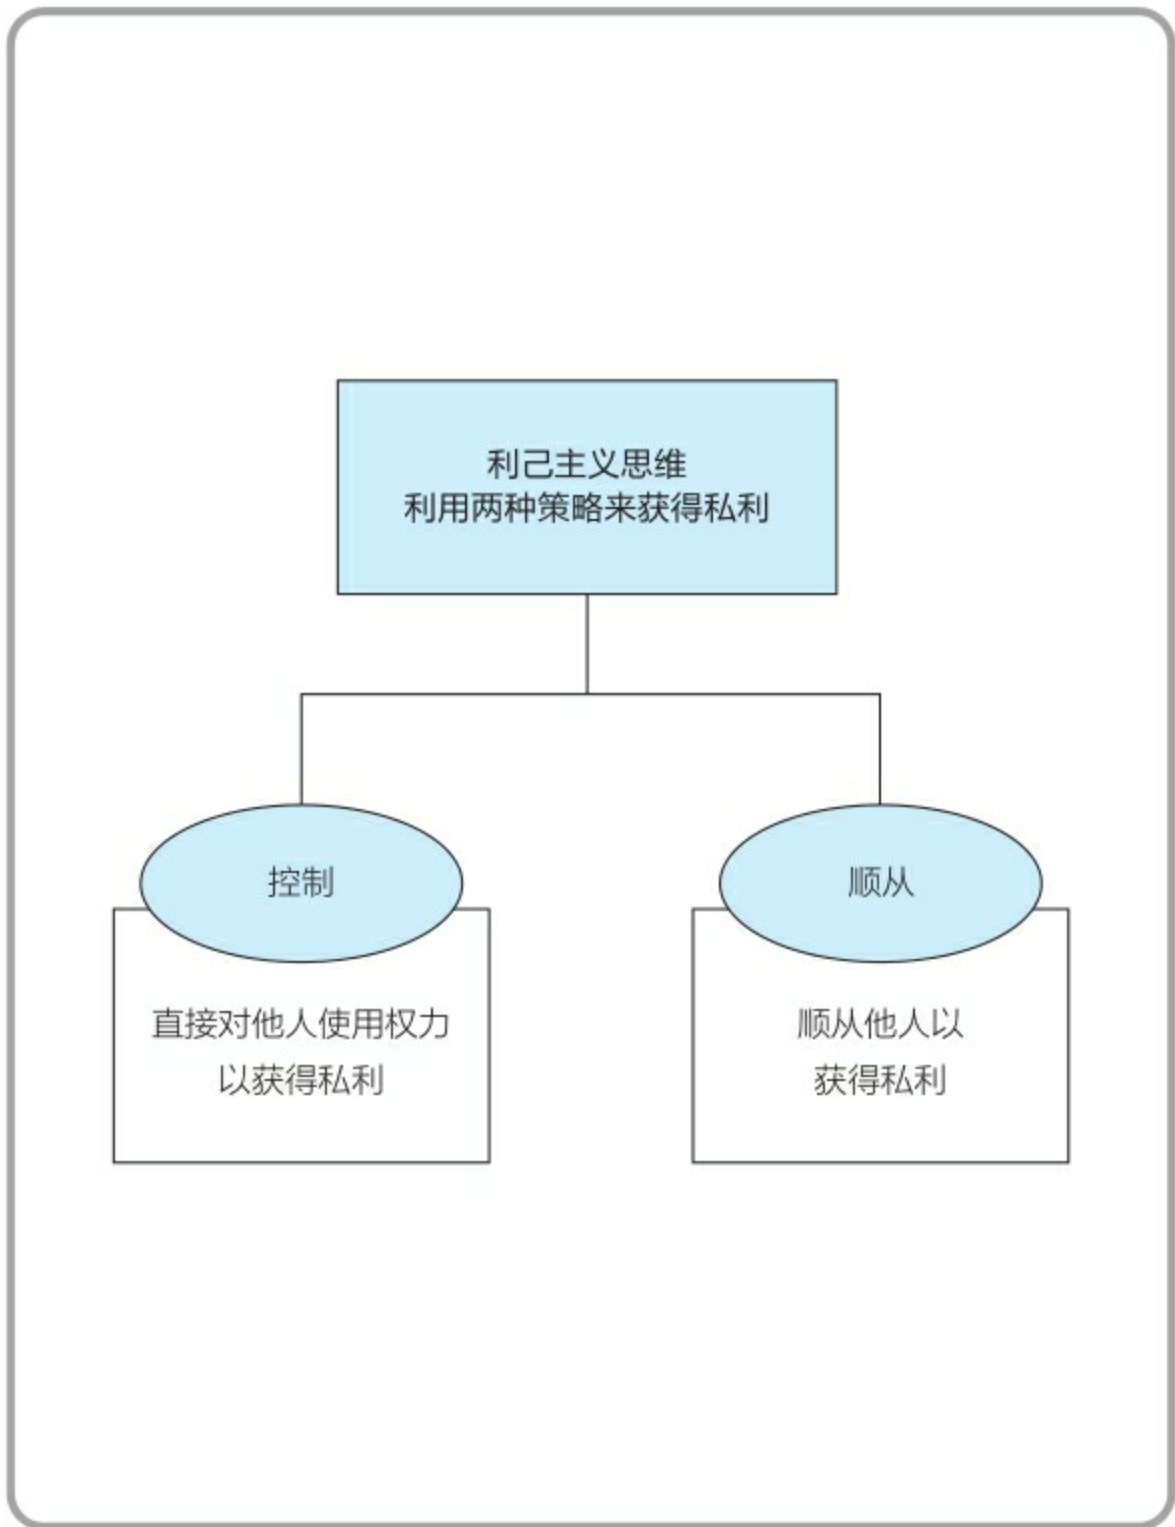 利己主义思维
利用两种策略来获得私利
控制
顺从
直接对他人使用权力
以获得私利
顺从他人以
获得私利